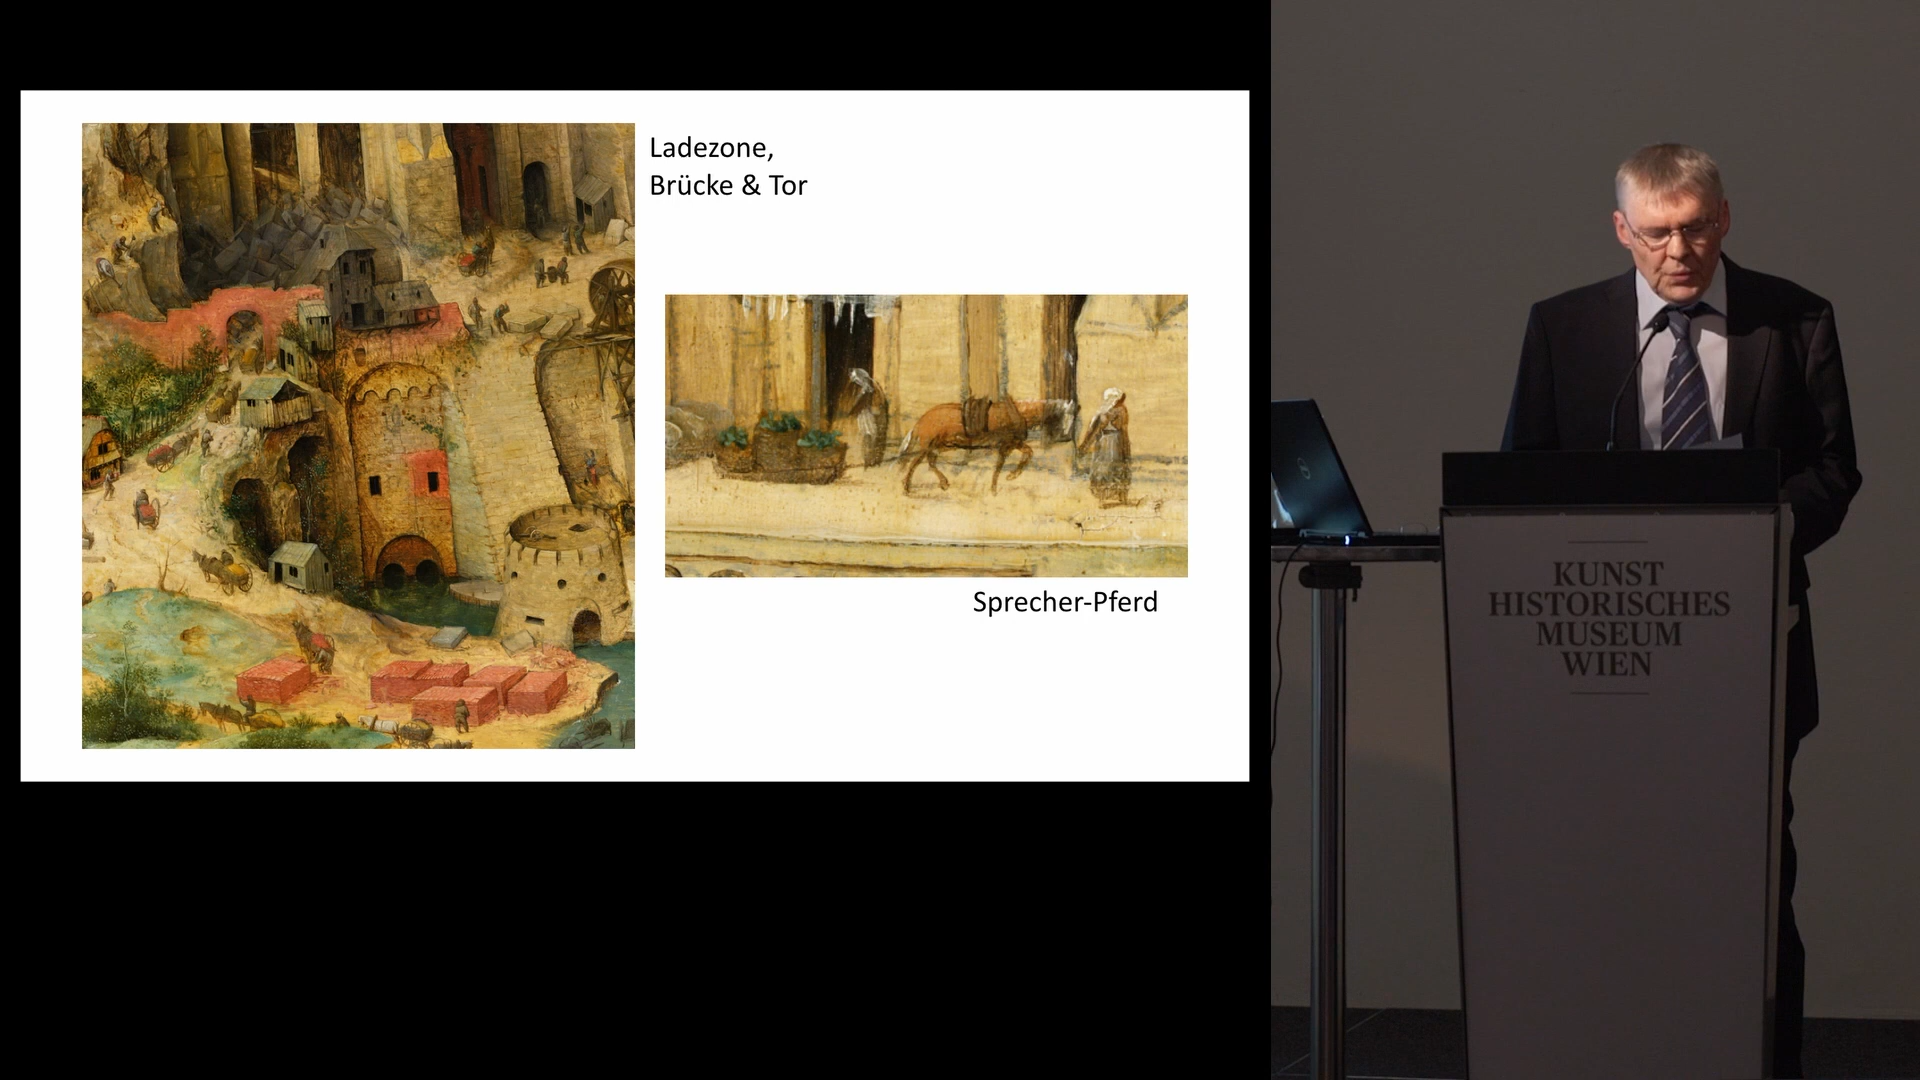 Ladezone,
Brücke & Tor
Sprecher-Pferd
KUNST
HISTORISCHES
MUSEUM
WIEN